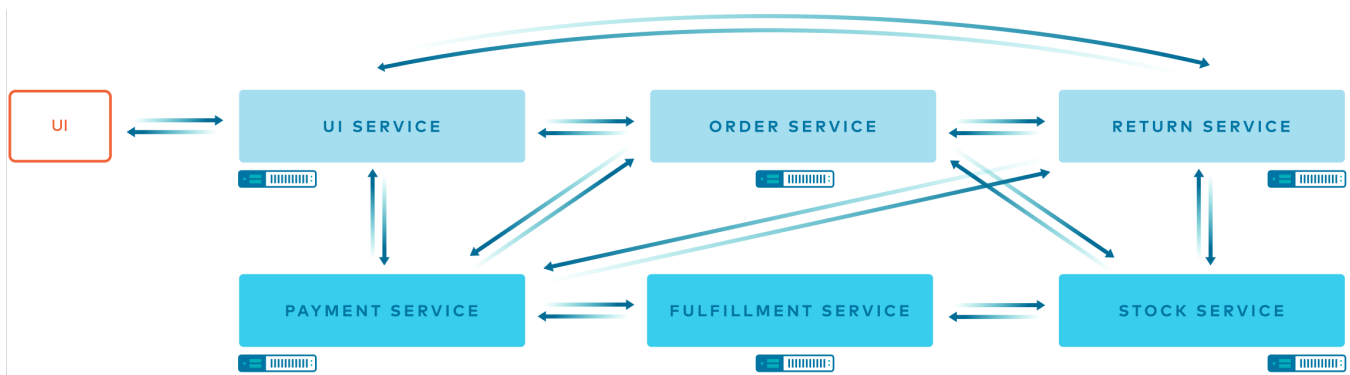 UI
UI SERVICE
ORDER SERVICE
RETURN SERVICE
PAYMENT SERVICE
FULFILLMENT SERVICE
STOCK SERVICE